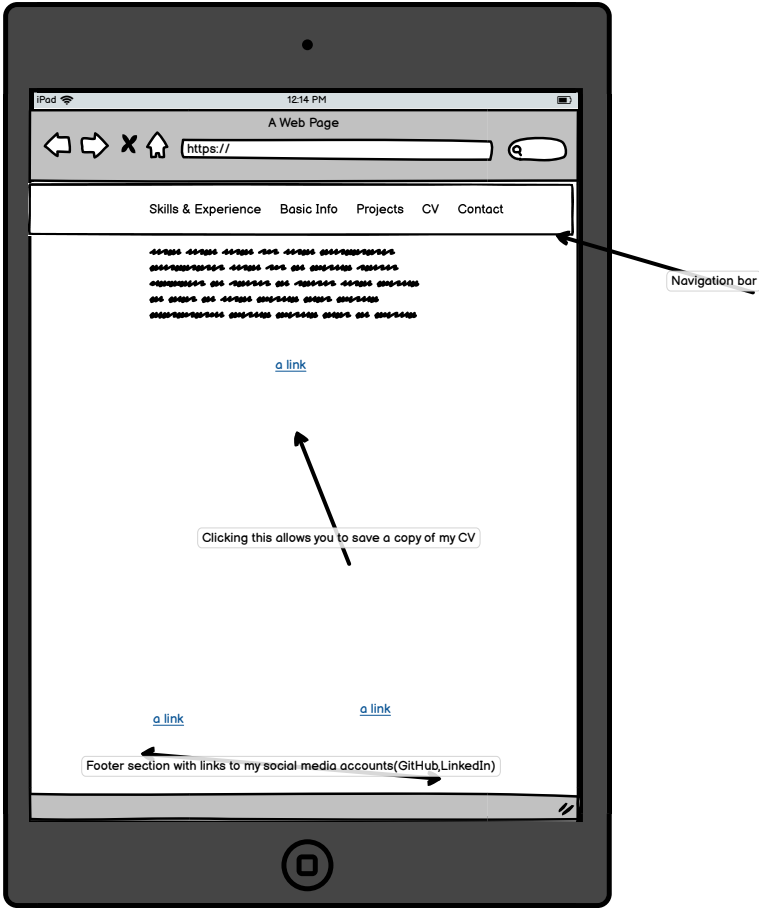 iPad 12:14 PM
A Web Page
https://
Skills & Experience Basic Info Projects CV Contact
Navigation bar
a link
Clicking this allows you to save a copy of my CV
a link
a link
Footer section with links to my social media accounts(GitHub,LinkedIn)